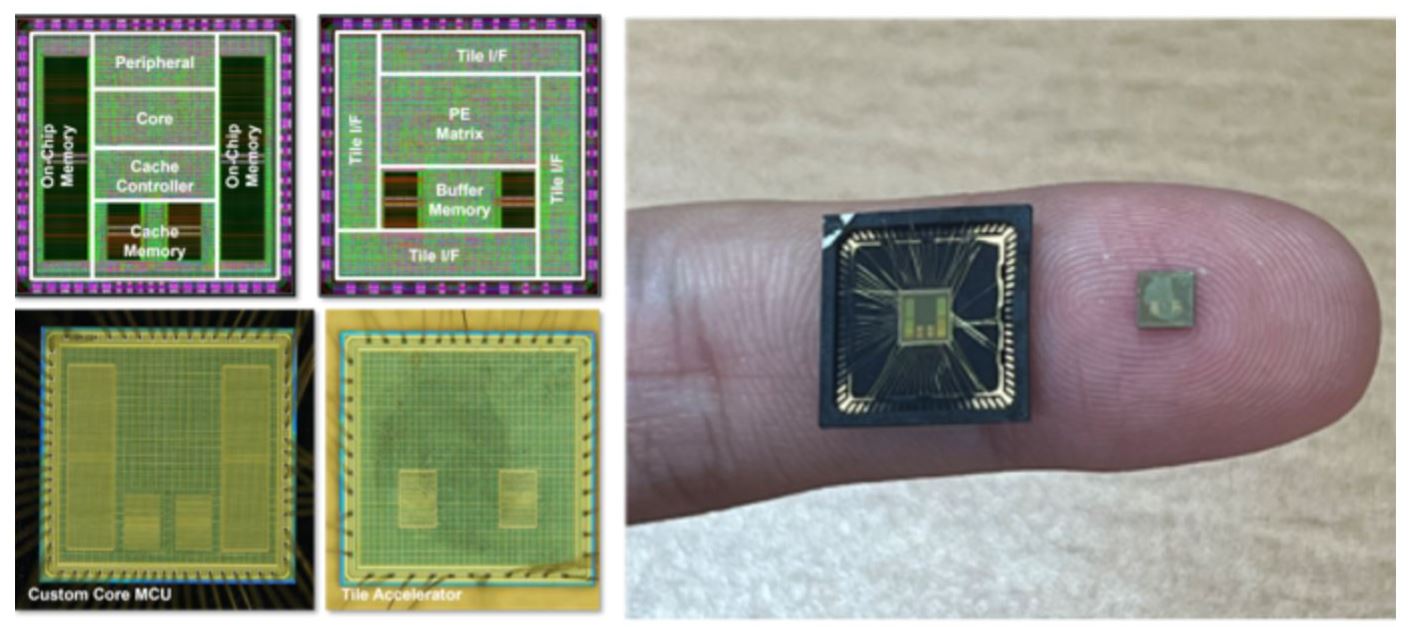 Peripheral
Core
Cache
Controller
Cache
Memory
On-Chip
Memory
On-Chip
Memory
Tile I/F
Tile I/F
PE
Matrix
Tile I/F
Buffer
Memory
Tile I/F
Custom Core MCU
Tile Accelerator